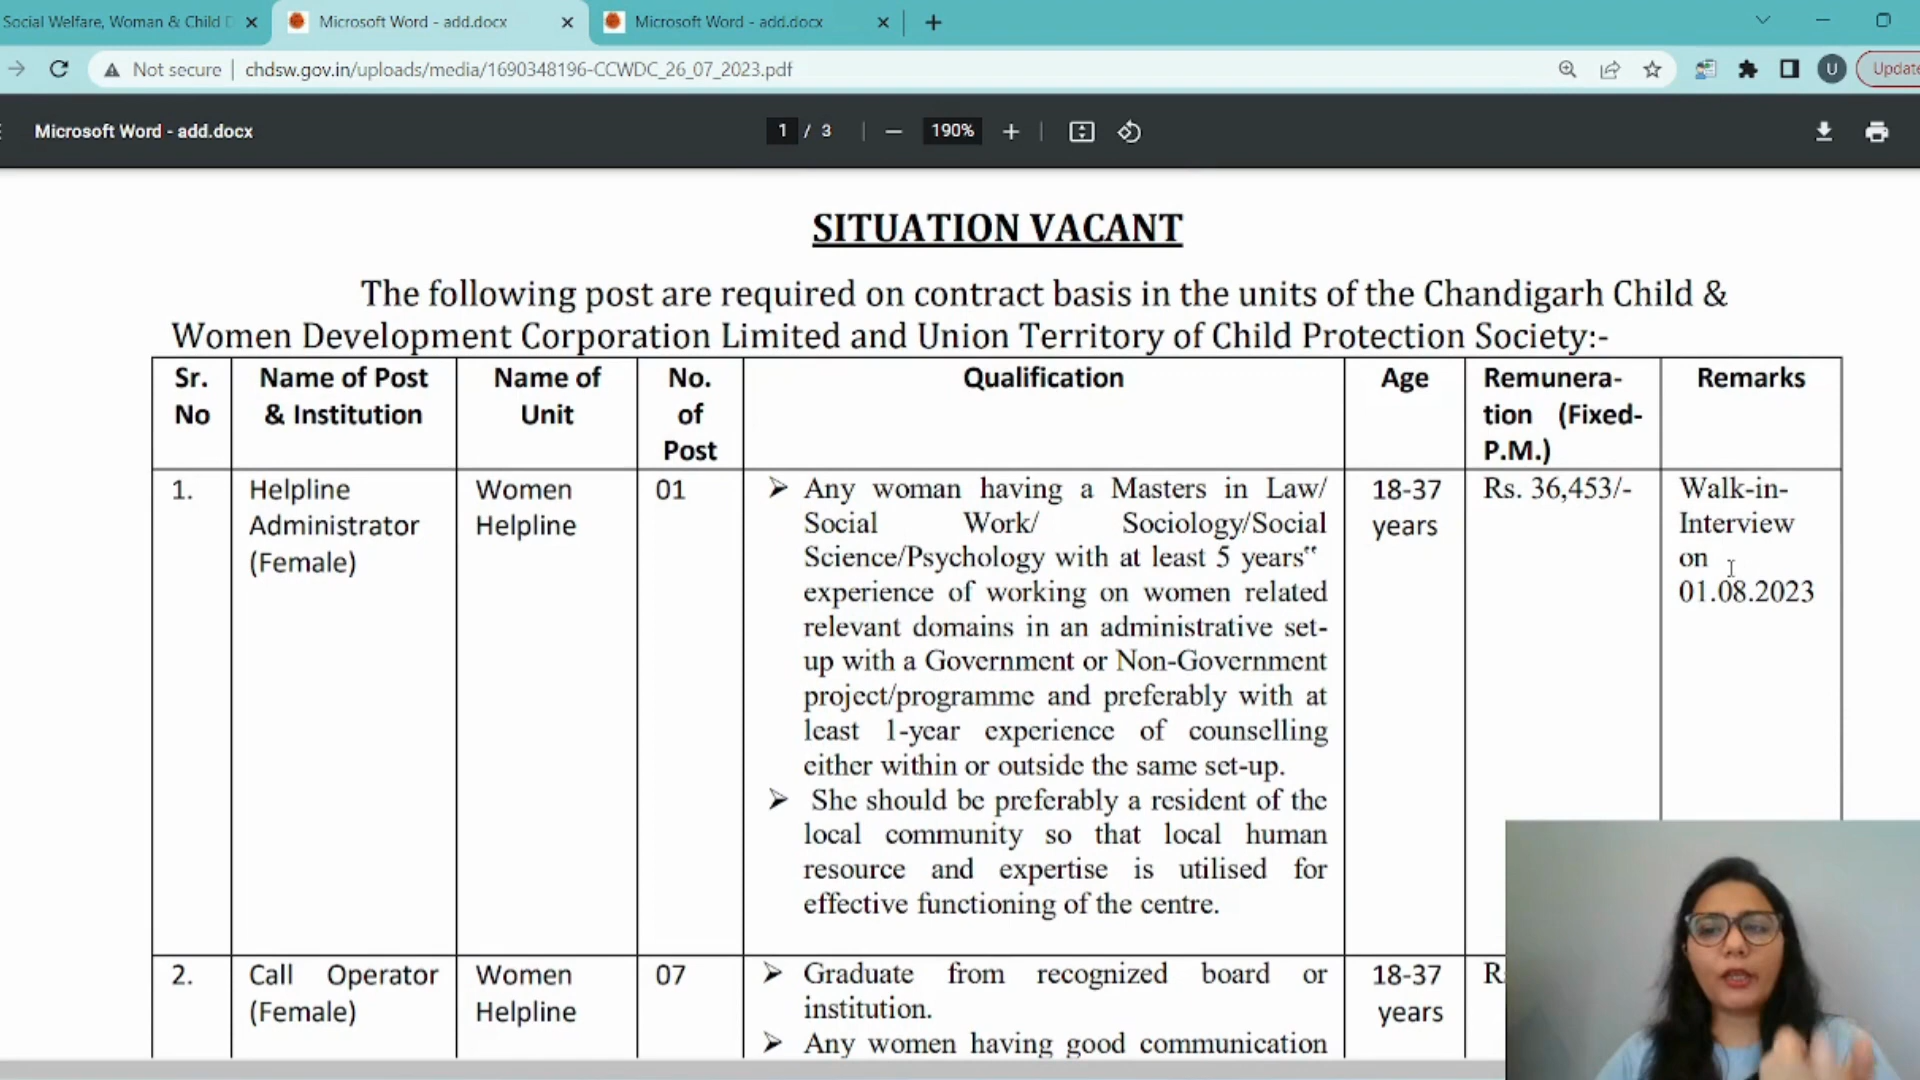 Social Welfare, Woman & Child D
Microsoft Word - add.docx
Microsoft Word - add.docx
Not secure
chdsw.gov.in/uploads/media/1690348196-CCWDC_26_07_2023.pdf
U
Update
Microsoft Word - add.docx
1 / 3
190%
SITUATION VACANT
The following post are required on contract basis in the units of the Chandigarh Child &
Women Development Corporation Limited and Union Territory of Child Protection Society:-
Sr.
No
Name of Post
& Institution
Name of
Unit
No.
of
Post
Qualification
Age
Remunera-
tion (Fixed-
P.M.)
Remarks
1.
Helpline
Administrator
(Female)
Women
Helpline
01
➢ Any woman having a Masters in Law/
Social Work/ Sociology/Social
Science/Psychology with at least 5 years‟
experience of working on women related
relevant domains in an administrative set-
up with a Government or Non-Government
project/programme and preferably with at
least 1-year experience of counselling
either within or outside the same set-up.
➢ She should be preferably a resident of the
local community so that local human
resource and expertise is utilised for
effective functioning of the centre.
18-37
years
Rs. 36,453/-
Walk-in-
Interview
on
01.08.2023
2.
Call Operator
(Female)
Women
Helpline
07
➢ Graduate from recognized board or
institution.
➢ Any women having good communication
18-37
years